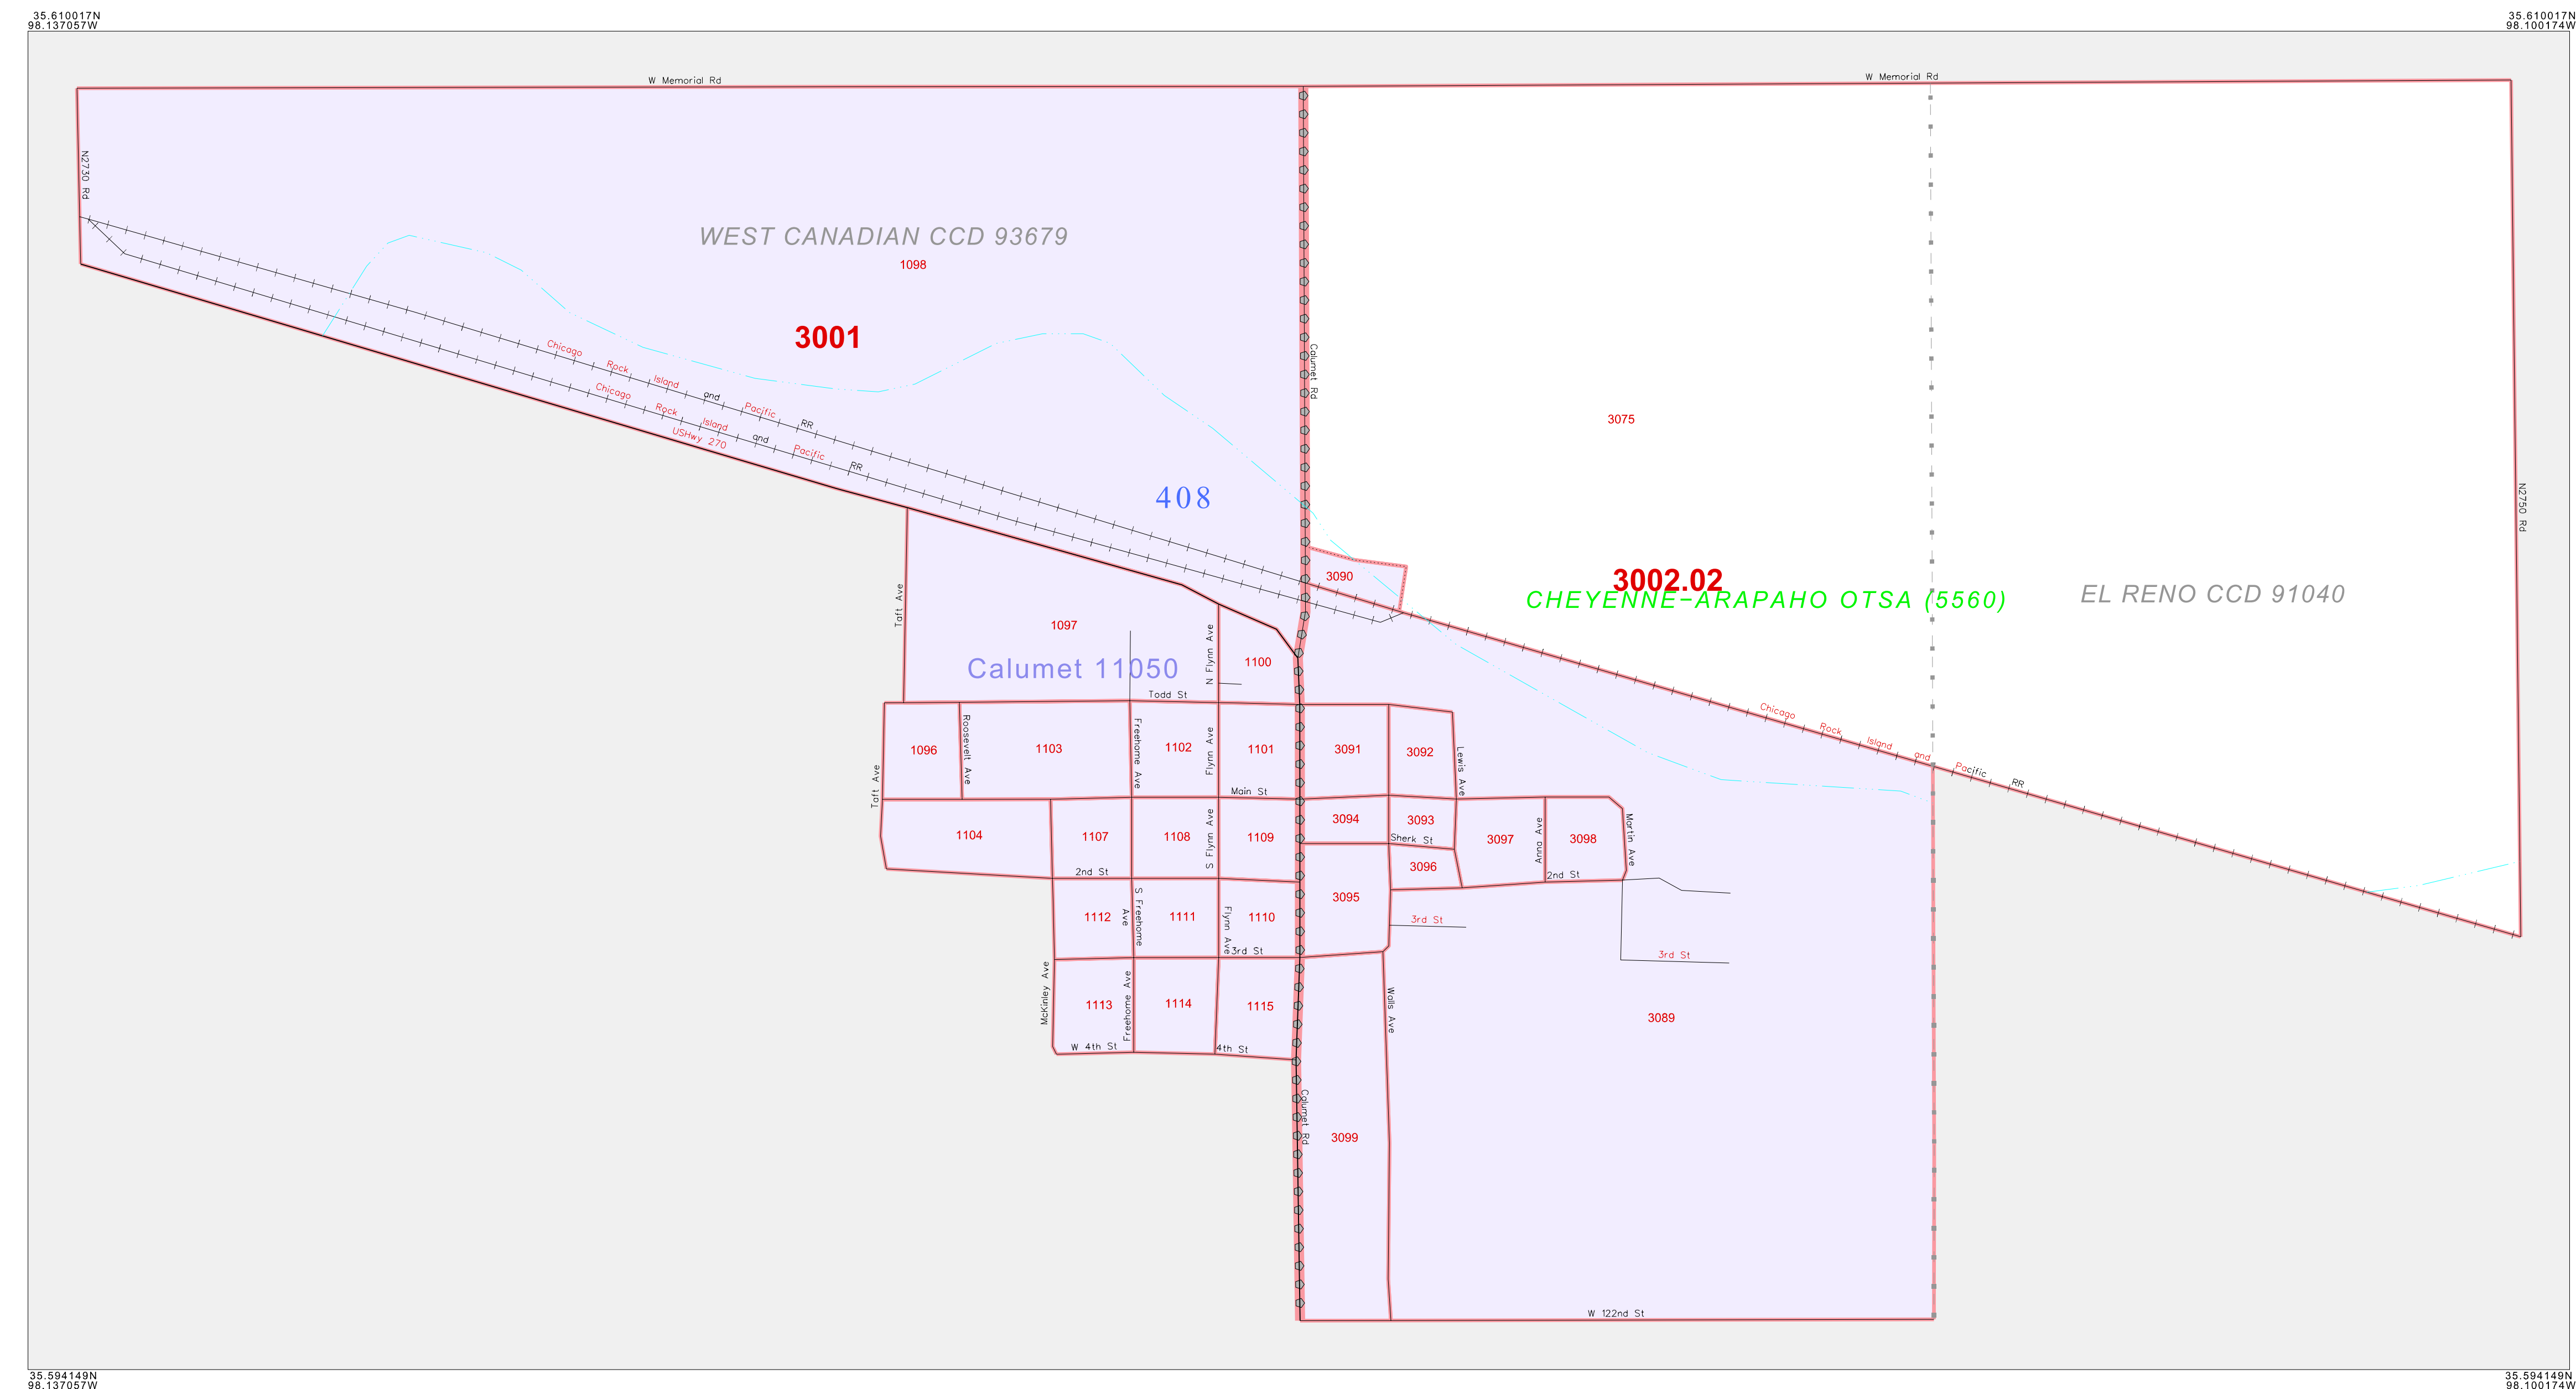 35.610017N
98.137057W
35.610017N
98.100174W
W Memorial Rd
W Memorial Rd
N2730 Rd
WEST CANADIAN CCD 93679
1098
3001
Chicago Rock Island and Pacific RR
Chicago Rock Island and Pacific RR
USHwy 270
Calumet Rd
3075
408
N2750 Rd
3090
3002.02
CHEYENNE-ARAPAHO OTSA (5560)
EL RENO CCD 91040
Taft Ave
1097
N Flynn Ave
1100
Calumet 11050
Todd St
Chicago Rock Island and Pacific RR
1096
Roosevelt Ave
1103
Freehome Ave
1102
Flynn Ave
1101
3091
3092
Lewis Ave
Taft Ave
Main St
1104
1107
1108
S Flynn Ave
1109
3094
3093
Sherk St
3097
Anna Ave
3098
Martin Ave
3096
2nd St
2nd St
1112
S Freehome Ave
1111
Flynn Ave
1110
3095
3rd St
3rd St
3rd St
McKinley Ave
1113
Freehome Ave
1114
1115
Walls Ave
3089
W 4th St
4th St
Calumet Rd
3099
W 122nd St
35.594149N
98.137057W
35.594149N
98.100174W